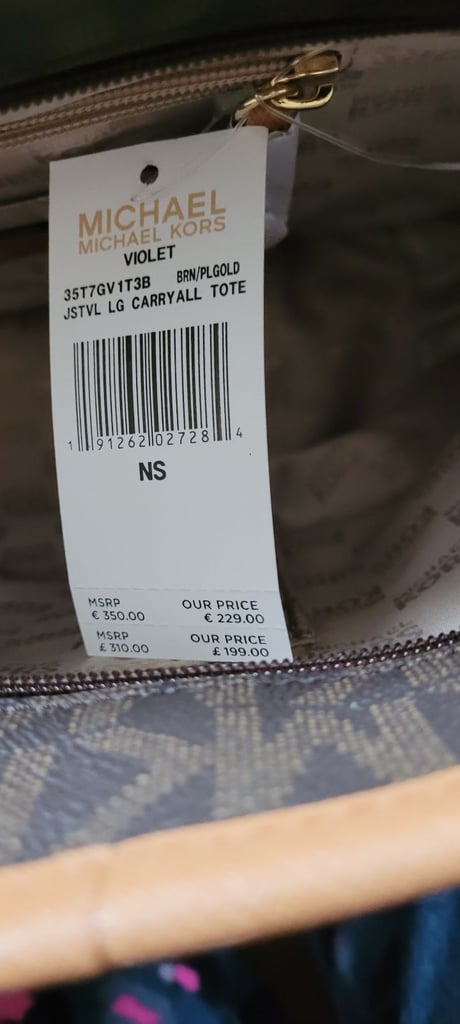 MICHAEL
MICHAEL KORS
VIOLET
35T7GV1T3B BRN/PLGOLD
JSTVL LG CARRYALL TOTE
1 91262 02728 4
NS
MSRP OUR PRICE
€ 350.00 € 229.00
MSRP OUR PRICE
£ 310.00 £ 199.00